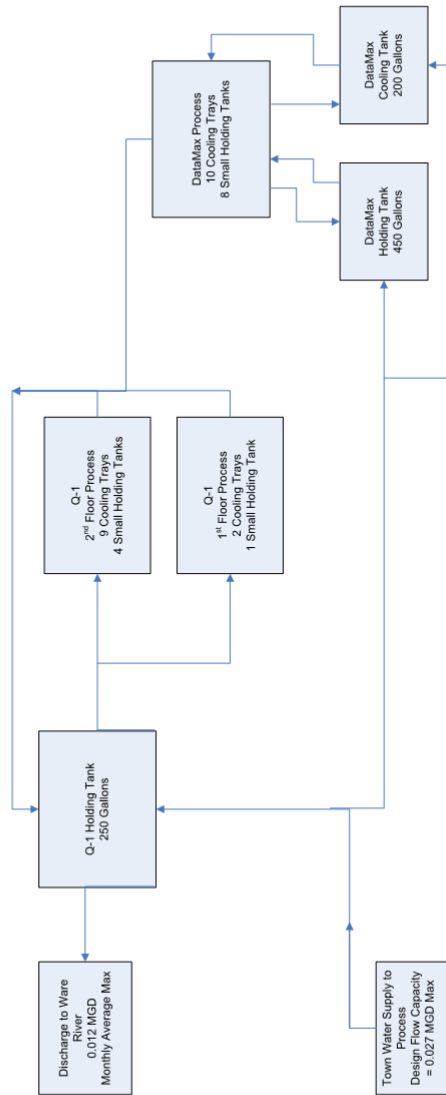 Discharge to Ware
River
0.012 MGD
Monthly Average Max
Town Water Supply to
Process
Design Flow Capacity
= 0.027 MGD Max
Q-1 Holding Tank
250 Gallons
Q-1
2nd Floor Process
9 Cooling Trays
4 Small Holding Tanks
Q-1
1st Floor Process
2 Cooling Trays
1 Small Holding Tank
DataMax Process
10 Cooling Trays
8 Small Holding Tanks
DataMax
Holding Tank
450 Gallons
DataMax
Cooling Tank
200 Gallons